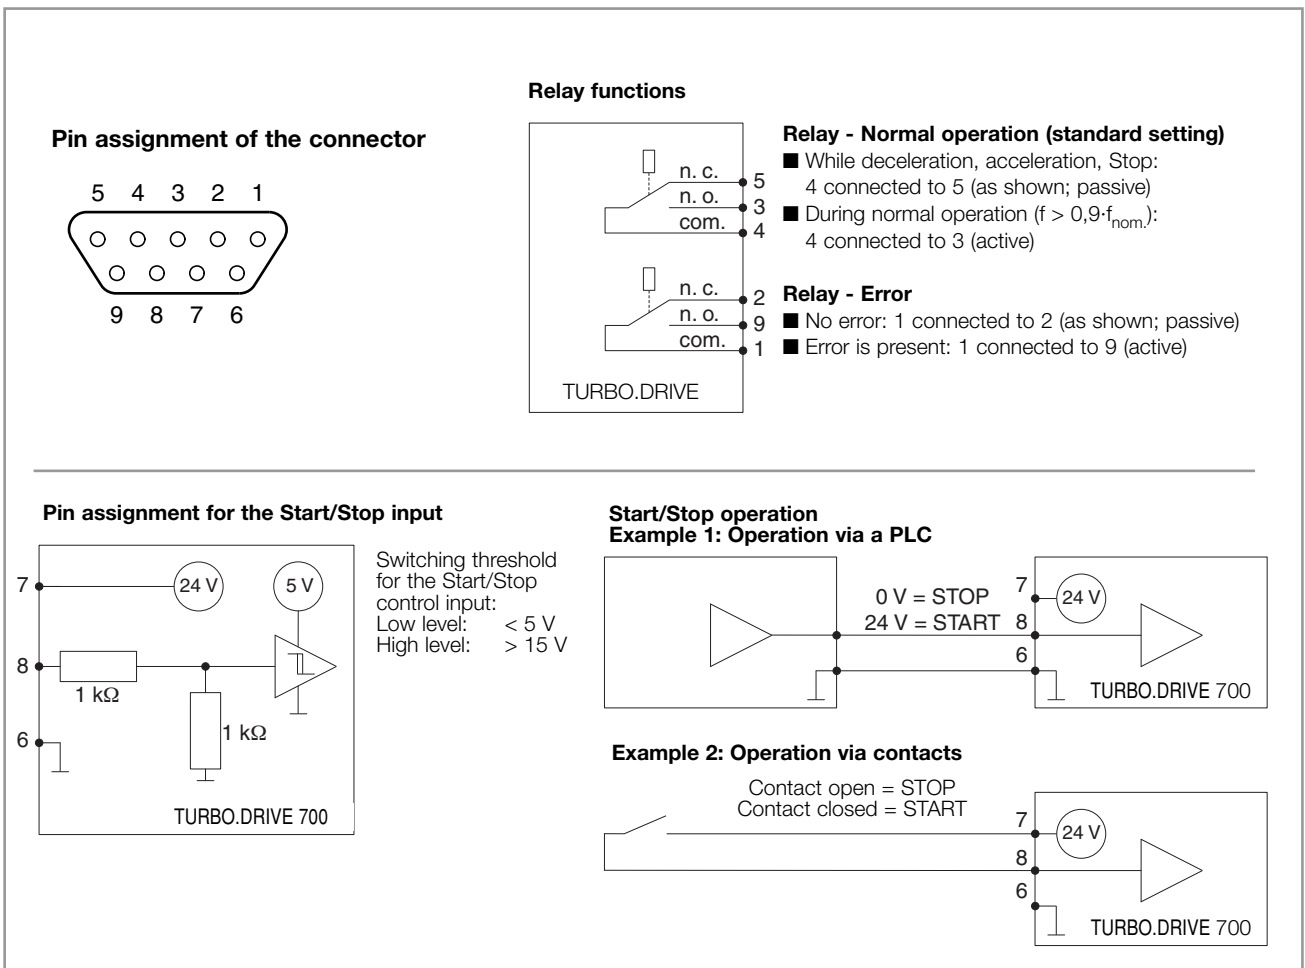 Pin assignment of the connector
5 4 3 2 1
9 8 7 6
Relay functions
n. c.
5
n. o.
3
com.
4
n. c.
2
n. o.
9
com.
1
TURBO.DRIVE
Relay - Normal operation (standard setting)
■ While deceleration, acceleration, Stop:
4 connected to 5 (as shown; passive)
■ During normal operation (f > 0,9·fnom.):
4 connected to 3 (active)
Relay - Error
■ No error: 1 connected to 2 (as shown; passive)
■ Error is present: 1 connected to 9 (active)
Pin assignment for the Start/Stop input
7
24 V
5 V
8
1 kΩ
1 kΩ
6
TURBO.DRIVE 700
Switching threshold
for the Start/Stop
control input:
Low level: < 5 V
High level: > 15 V
Start/Stop operation
Example 1: Operation via a PLC
0 V = STOP
24 V = START
7
24 V
8
6
TURBO.DRIVE 700
Example 2: Operation via contacts
Contact open = STOP
Contact closed = START
7
24 V
8
6
TURBO.DRIVE 700